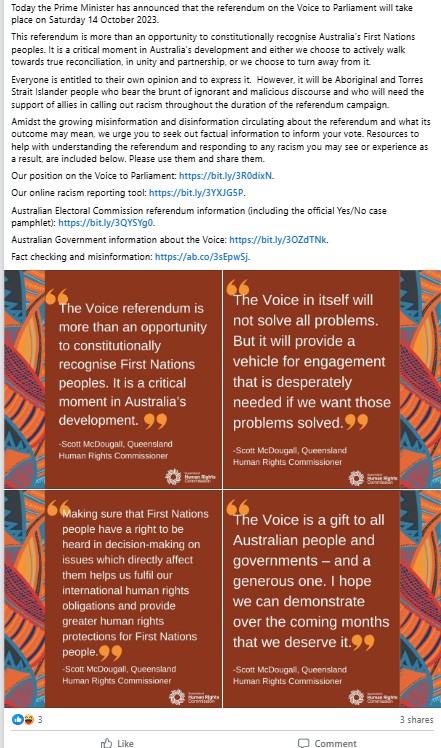 Today the Prime Minister has announced that the referendum on the Voice to Parliament will take
place on Saturday 14 October 2023.
This referendum is more than an opportunity to constitutionally recognise Australia's First Nations
peoples. It is a critical moment in Australia's development and either we choose to actively walk
towards true reconciliation, in unity and partnership, or we choose to turn away from it.
Everyone is entitled to their own opinion and to express it.  However, it will be Aboriginal and Torres
Strait Islander people who bear the brunt of ignorant and malicious discourse and who will need the
support of allies in calling out racism throughout the duration of the referendum campaign.
Amidst the growing misinformation and disinformation circulating about the referendum and what its
outcome may mean, we urge you to seek out factual information to inform your vote. Resources to
help with understanding the referendum and responding to any racism you may see or experience as
a result, are included below. Please use them and share them.
Our position on the Voice to Parliament: https://bit.ly/3R0dixN.
Our online racism reporting tool: https://bit.ly/3YXJG5P.
Australian Electoral Commission referendum information (including the official Yes/No case
pamphlet): https://bit.ly/3QYSYg0.
Australian Government information about the Voice: https://bit.ly/3OZdTNk.
Fact checking and misinformation: https://ab.co/3sEpwSj.
“The Voice referendum is
more than an opportunity
to constitutionally
recognise First Nations
peoples. It is a critical
moment in Australia's
development. ”
-Scott McDougall, Queensland
Human Rights Commissioner
Queensland
Human Rights
Commission
“The Voice in itself will
not solve all problems.
But it will provide a
vehicle for engagement
that is desperately
needed if we want those
problems solved.”
-Scott McDougall, Queensland
Human Rights Commissioner
Queensland
Human Rights
Commission
“Making sure that First Nations
people have a right to be
heard in decision-making on
issues which directly affect
them helps us fulfil our
international human rights
obligations and provide
greater human rights
protections for First Nations
people.”
-Scott McDougall, Queensland
Human Rights Commissioner
Queensland
Human Rights
Commission
“The Voice is a gift to all
Australian people and
governments – and a
generous one. I hope
we can demonstrate
over the coming months
that we deserve it.”
-Scott McDougall, Queensland
Human Rights Commissioner
Queensland
Human Rights
Commission
3
3 shares
Like
Comment